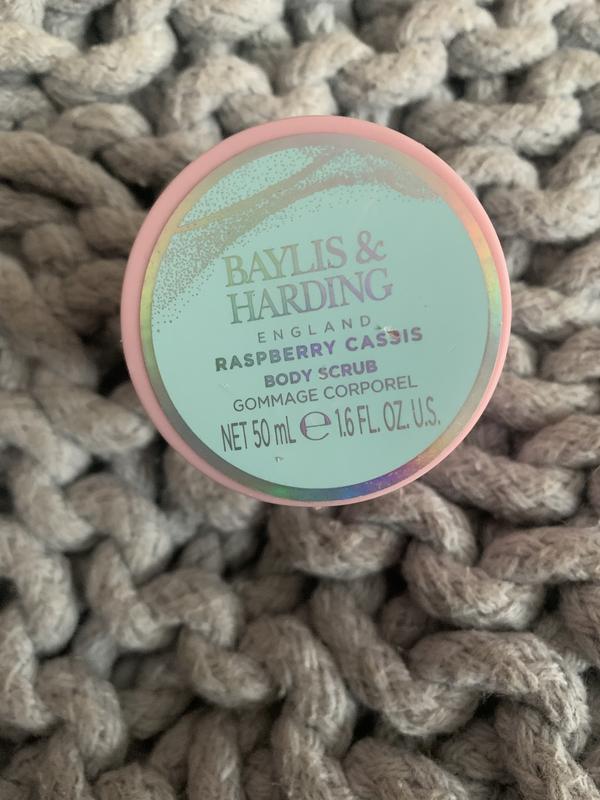 BAYLIS &
HARDING
ENGLAND
RASPBERRY CASSIS
BODY SCRUB
GOMMAGE CORPOREL
NET 50 mL ℮ 1.6 FL. OZ. U.S.